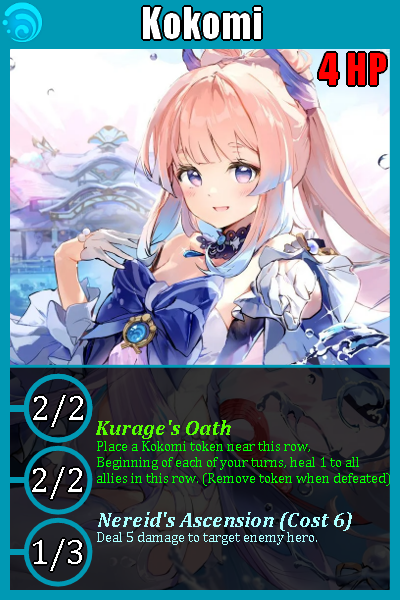 Kokomi
4 HP
2/2
Kurage's Oath
Place a Kokomi token near this row.
Beginning of each of your turns, heal 1 to all
allies in this row. (Remove token when defeated)
2/2
Nereid's Ascension (Cost 6)
Deal 5 damage to target enemy hero.
1/3